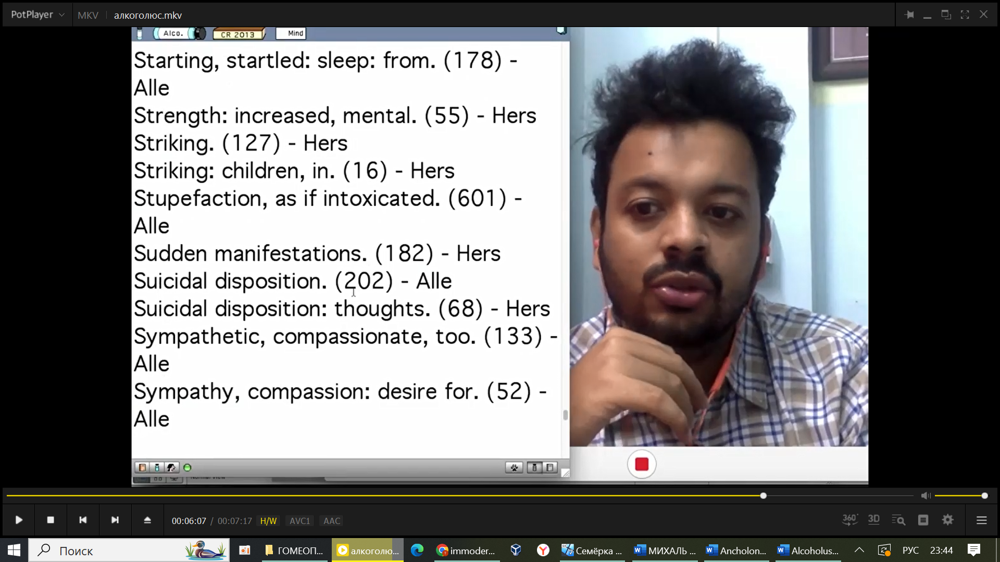 PotPlayer
MKV
алкоголюс.mkv
Alco.
CR 2013
Mind
Starting, startled: sleep: from. (178) -
Alle
Strength: increased, mental. (55) - Hers
Striking. (127) - Hers
Striking: children, in. (16) - Hers
Stupefaction, as if intoxicated. (601) -
Alle
Sudden manifestations. (182) - Hers
Suicidal disposition. (202) - Alle
Suicidal disposition: thoughts. (68) - Hers
Sympathetic, compassionate, too. (133) -
Alle
Sympathy, compassion: desire for. (52) -
Alle
Normal View
00:06:07 / 00:07:17 H/W AVC1 AAC
360°
3D
Поиск
ГОМЕОП...
алкоголю...
immoder...
Семёрка ...
МИХАЛЬ ...
Ancholon...
Alcoholus...
РУС
23:44